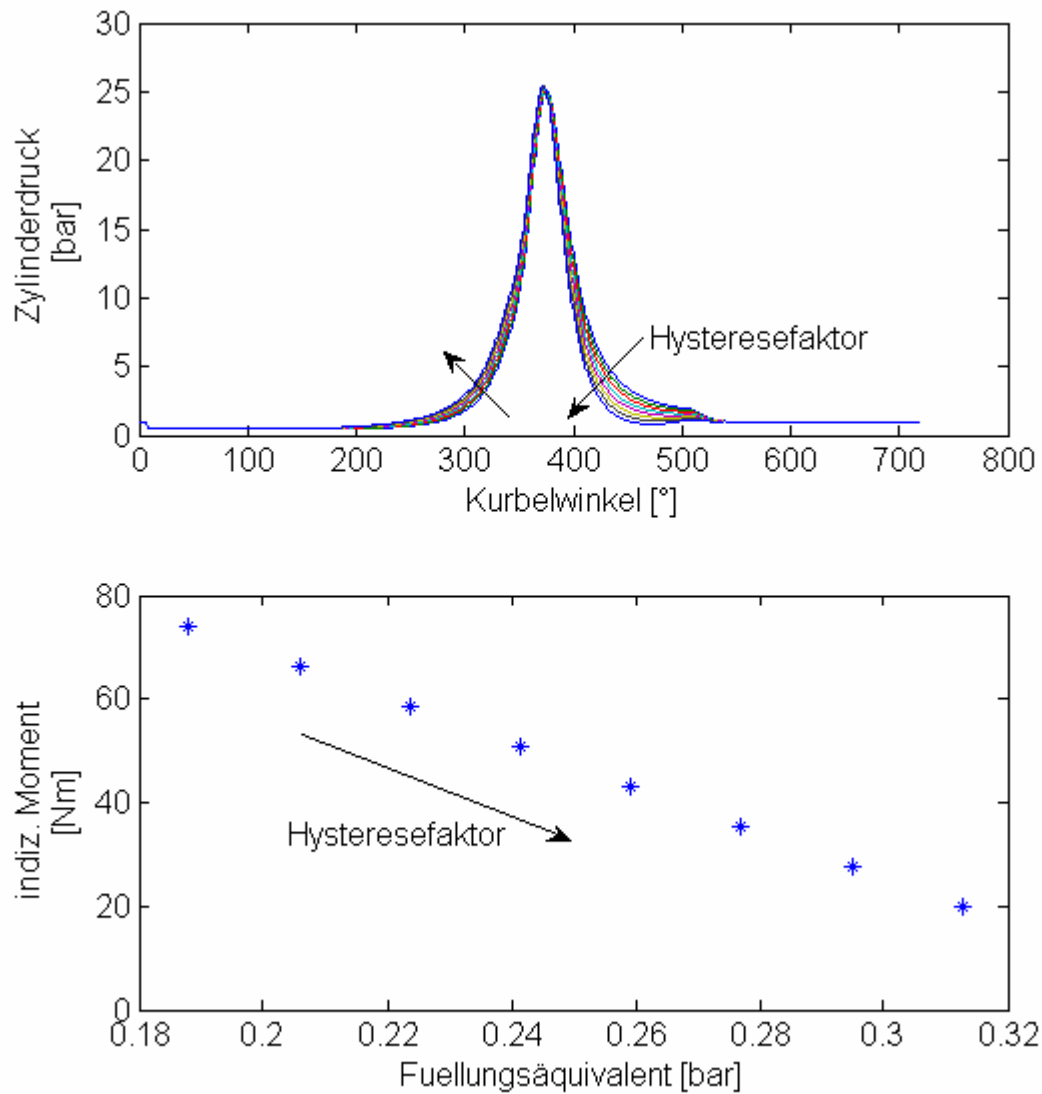 30
25
20
15
10
5
0
Zylinderdruck
[bar]
Hysteresefaktor
0 100 200 300 400 500 600 700 800
Kurbelwinkel [°]
80
60
40
20
0
indiz. Moment
[Nm]
Hysteresefaktor
0.18 0.2 0.22 0.24 0.26 0.28 0.3 0.32
Fuellungsäquivalent [bar]